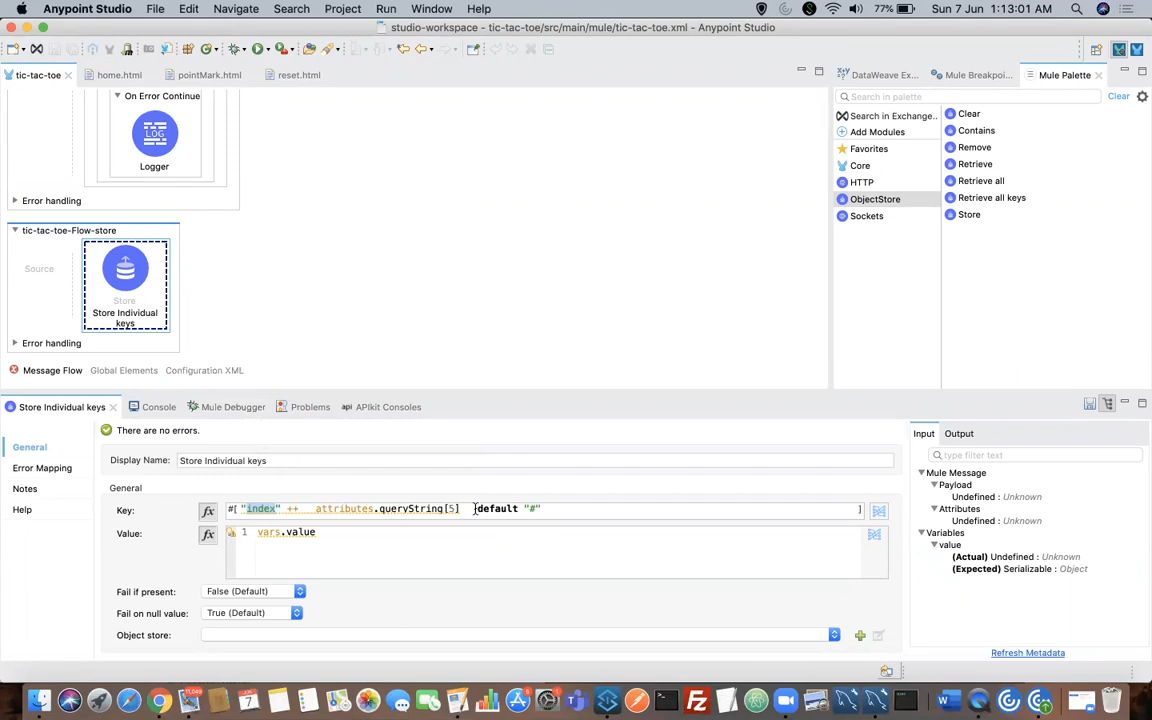 Anypoint Studio File Edit Navigate Search Project Run Window Help 77% Sun 7 Jun 1:13:01 AM
studio-workspace - tic-tac-toe/src/main/mule/tic-tac-toe.xml - Anypoint Studio
tic-tac-toe home.html pointMark.html reset.html DataWeave Ex... Mule Breakpoi... Mule Palette
On Error Continue
LOG
Logger
Error handling
tic-tac-toe-Flow-store
Source
Store
Store Individual
keys
Error handling
Message Flow Global Elements Configuration XML
Search in palette Clear
Search in Exchange..
Add Modules
Favorites
Core
HTTP
ObjectStore
Sockets
Clear
Contains
Remove
Retrieve
Retrieve all
Retrieve all keys
Store
Store Individual keys Console Mule Debugger Problems API APIkit Consoles
General
Error Mapping
Notes
Help
There are no errors.
Display Name: Store Individual keys
General
Key: fx #[ "index" ++ attributes.queryString[5] default "#" ]
Value: fx 1 vars.value
Fail if present: False (Default)
Fail on null value: True (Default)
Object store:
Input Output
type filter text
Mule Message
Payload
Undefined : Unknown
Attributes
Undefined : Unknown
Variables
value
(Actual) Undefined : Unknown
(Expected) Serializable : Object
Refresh Metadata